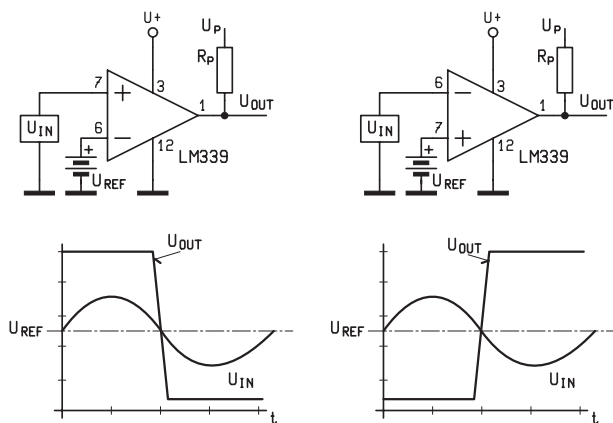 U+
UP
RP
7
+
3
1
UOUT
UIN
6
−
12
LM339
+
UREF
U+
UP
RP
6
−
3
1
UOUT
UIN
7
+
12
LM339
+
UREF
UOUT
UREF
UIN
t
UOUT
UREF
UIN
t